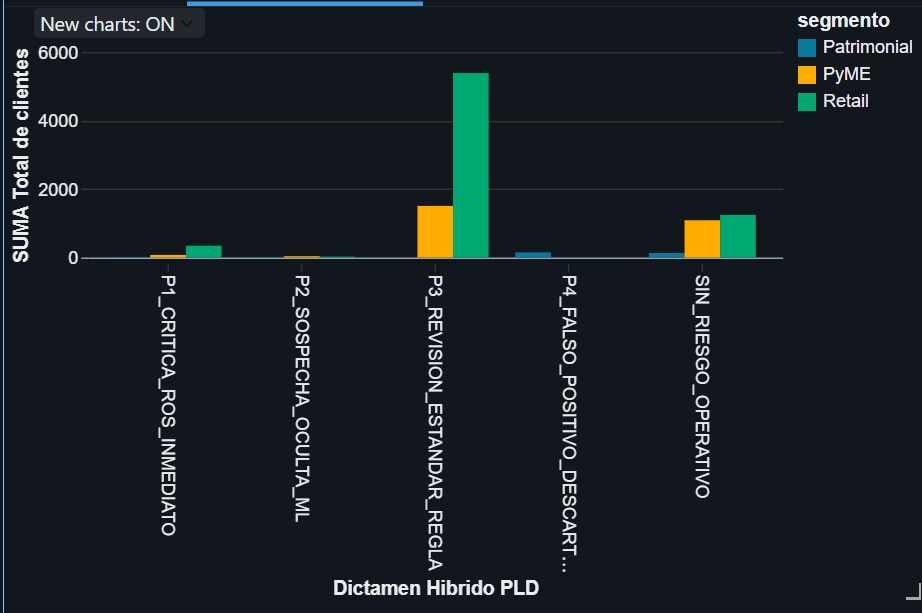 New charts: ON
segmento
Patrimonial
PyME
Retail
SUMA Total de clientes
6000
4000
2000
0
P1_CRITICA_ROS_INMEDIATO
P2_SOSPECHA_OCULTA_ML
P3_REVISION_ESTANDAR_REGLA
P4_FALSO_POSITIVO_DESCART…
SIN_RIESGO_OPERATIVO
Dictamen Hibrido PLD